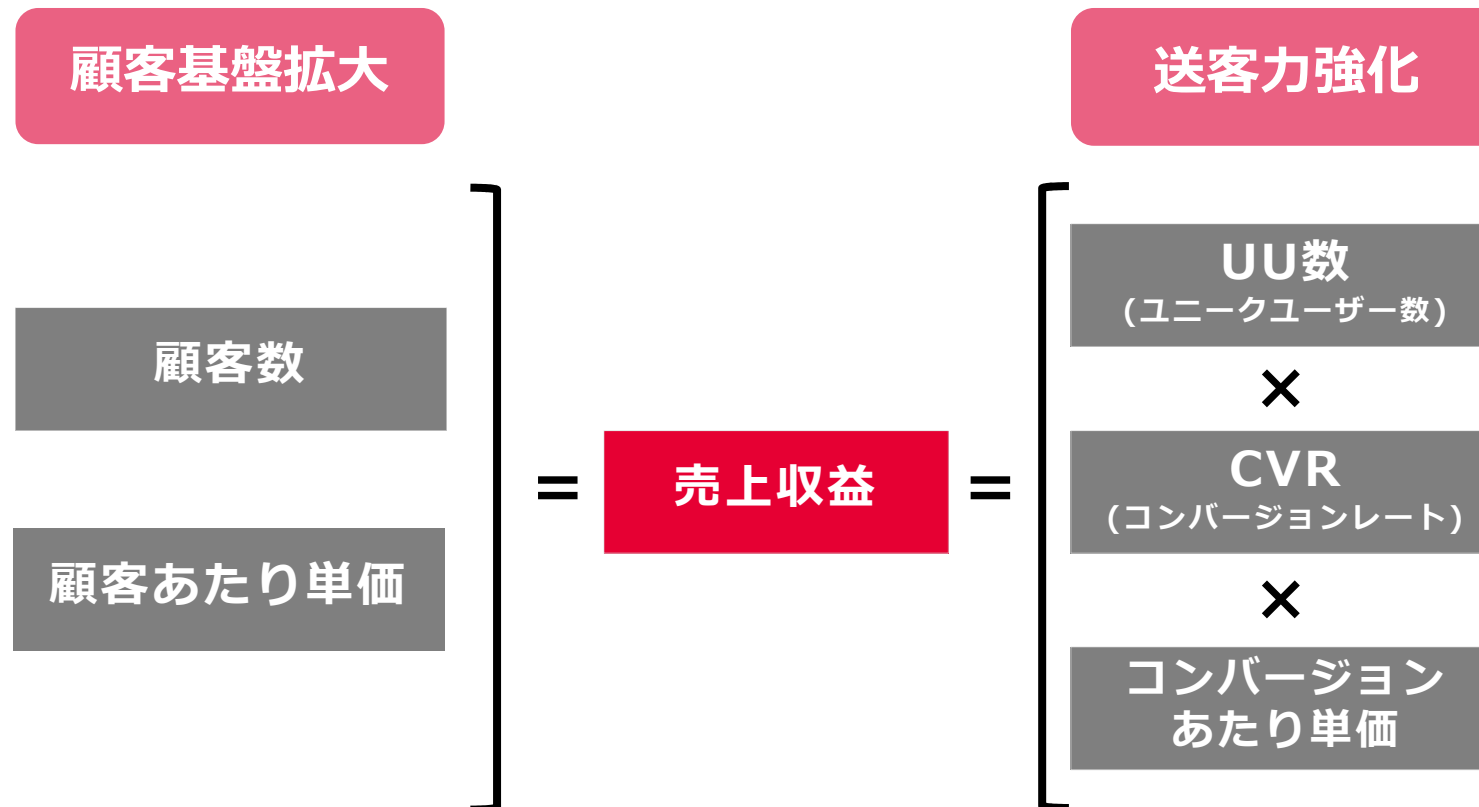 顧客基盤拡大
顧客数
顧客あたり単価
=
売上収益
=
送客力強化
UU数
(ユニークユーザー数)
×
CVR
(コンバージョンレート)
×
コンバージョン
あたり単価